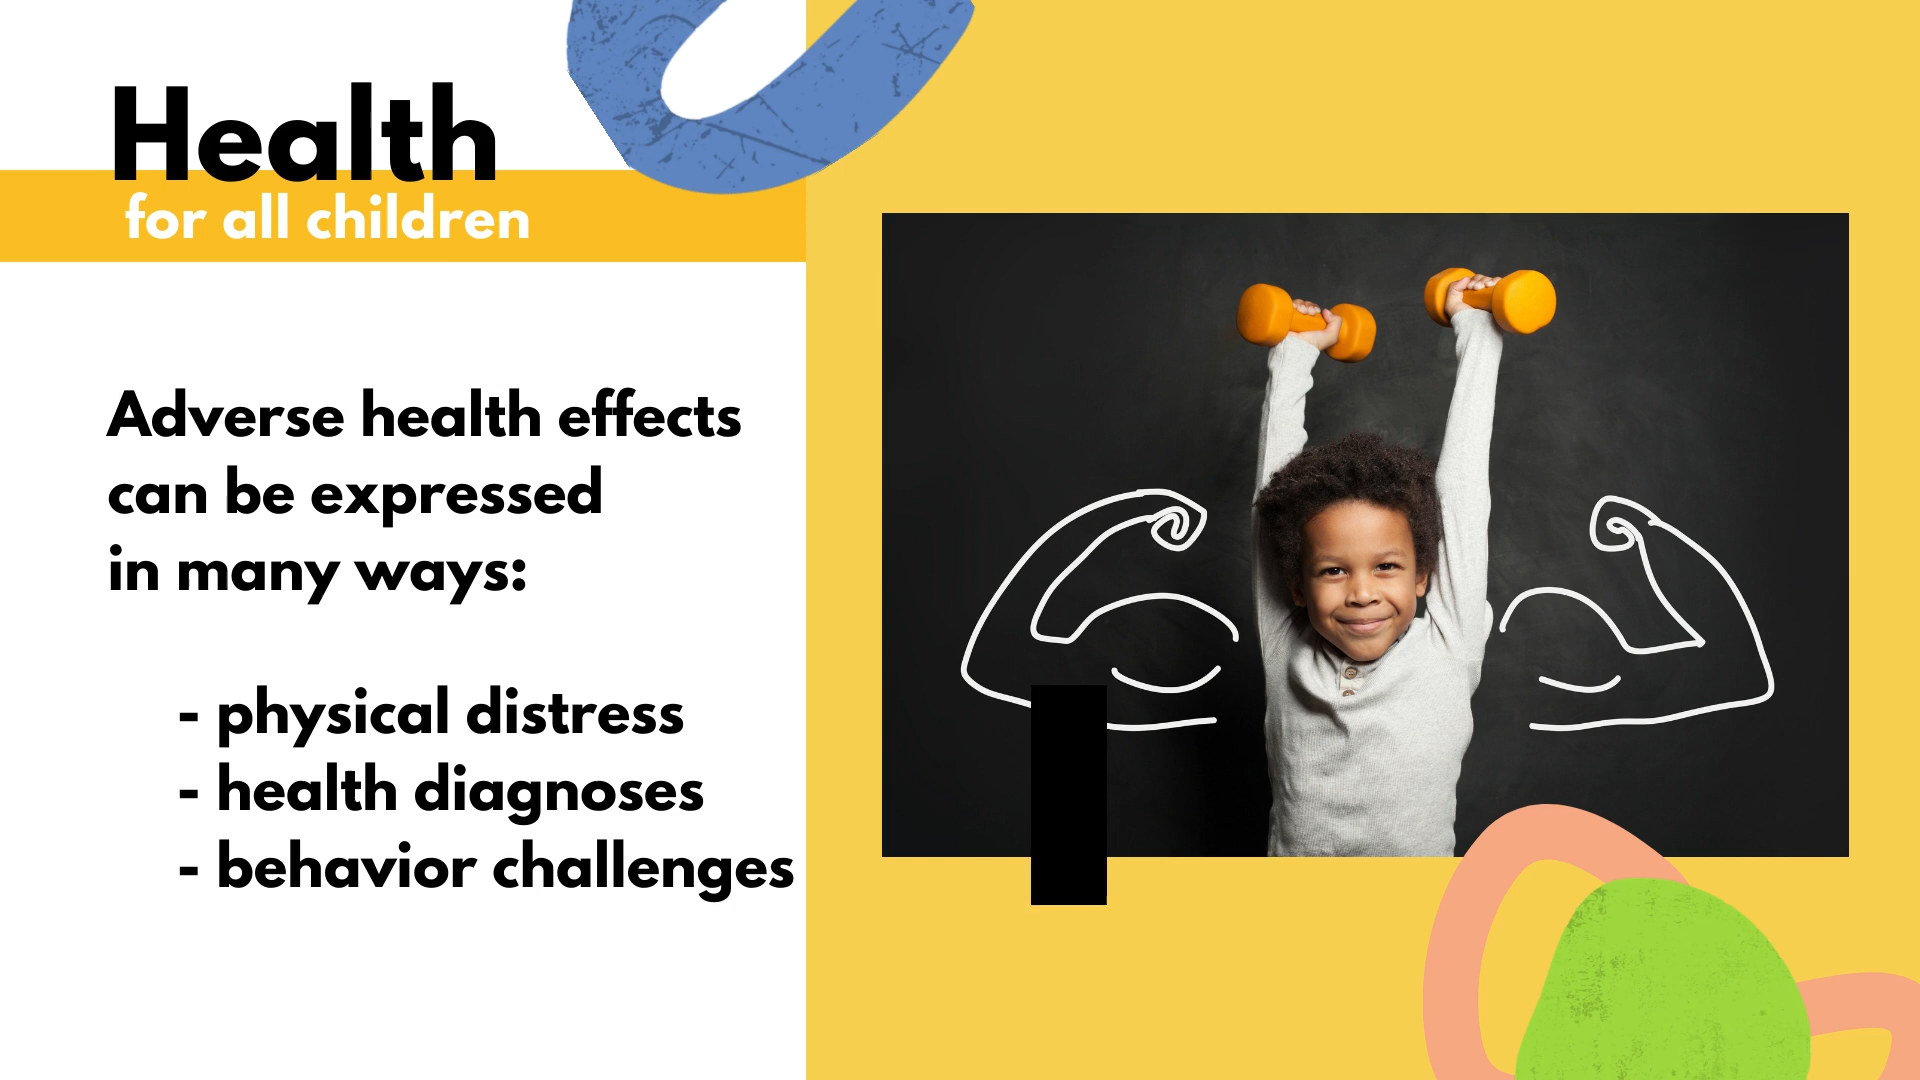 Health
for all children
Adverse health effects
can be expressed
in many ways:
- physical distress
- health diagnoses
- behavior challenges